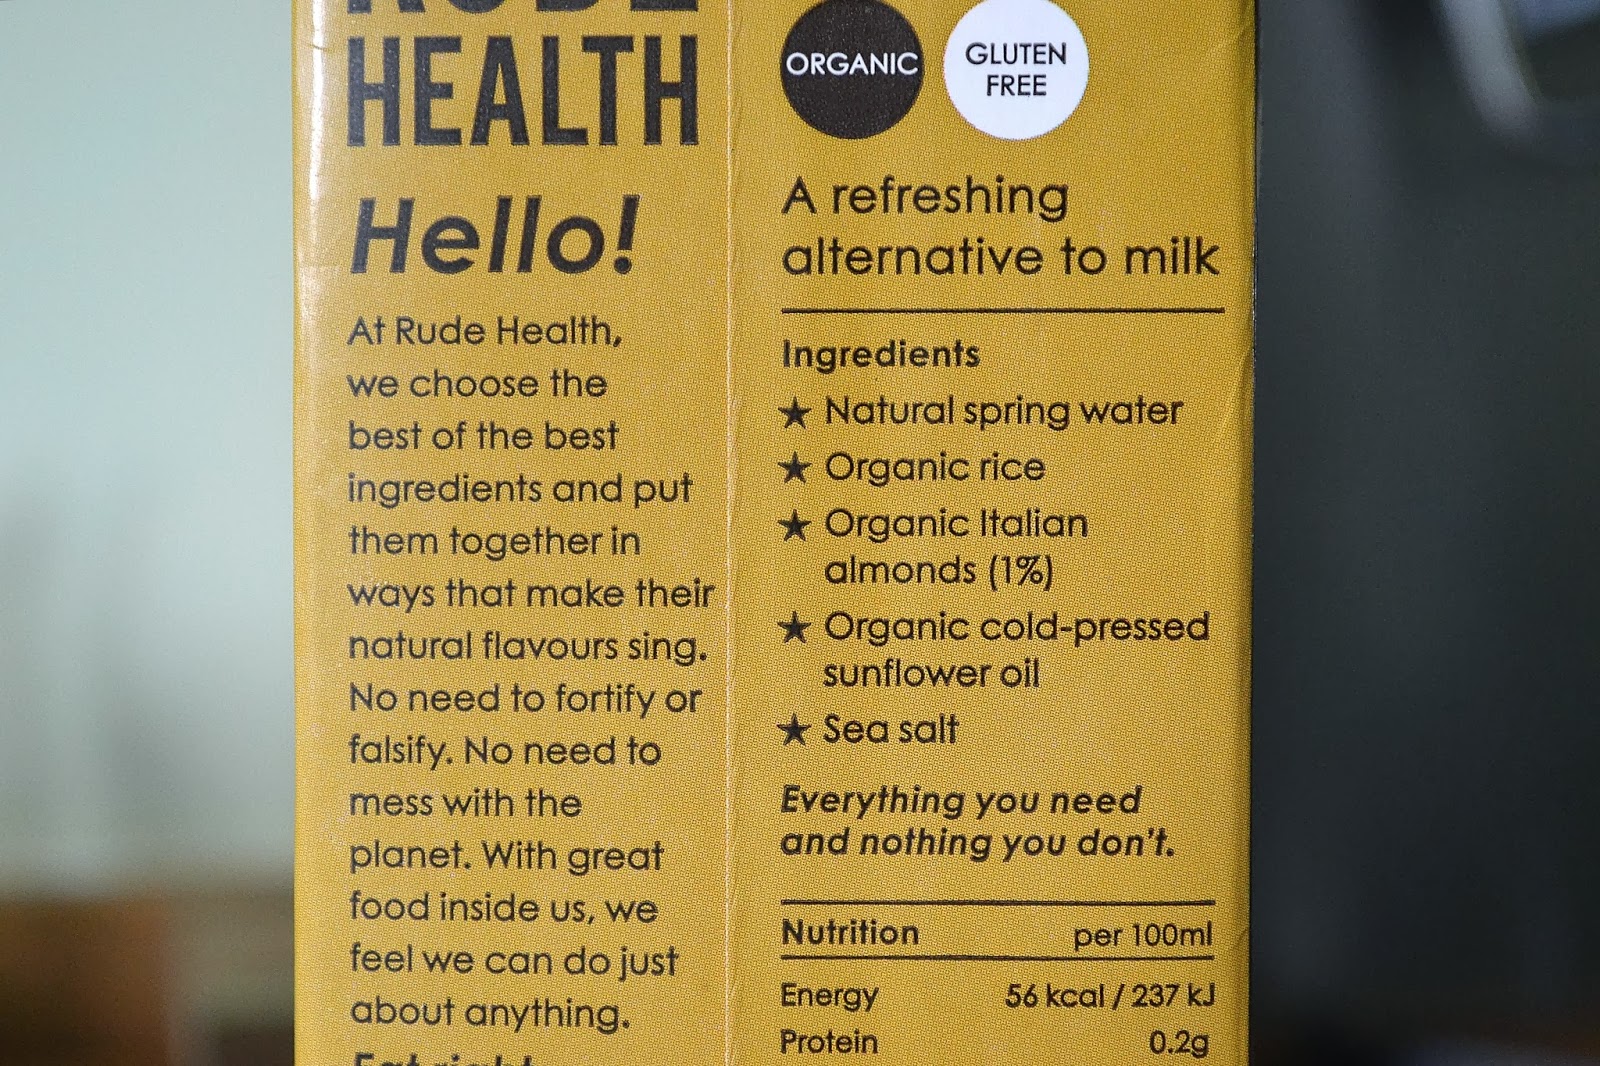 RUDE
HEALTH
Hello!
At Rude Health,
we choose the
best of the best
ingredients and put
them together in
ways that make their
natural flavours sing.
No need to fortify or
falsify. No need to
mess with the
planet. With great
food inside us, we
feel we can do just
about anything.
Eat right
ORGANIC
GLUTEN
FREE
A refreshing
alternative to milk
Ingredients
★ Natural spring water
★ Organic rice
★ Organic Italian
almonds (1%)
★ Organic cold-pressed
sunflower oil
★ Sea salt
Everything you need
and nothing you don't.
Nutrition per 100ml
Energy 56 kcal / 237 kJ
Protein 0.2g